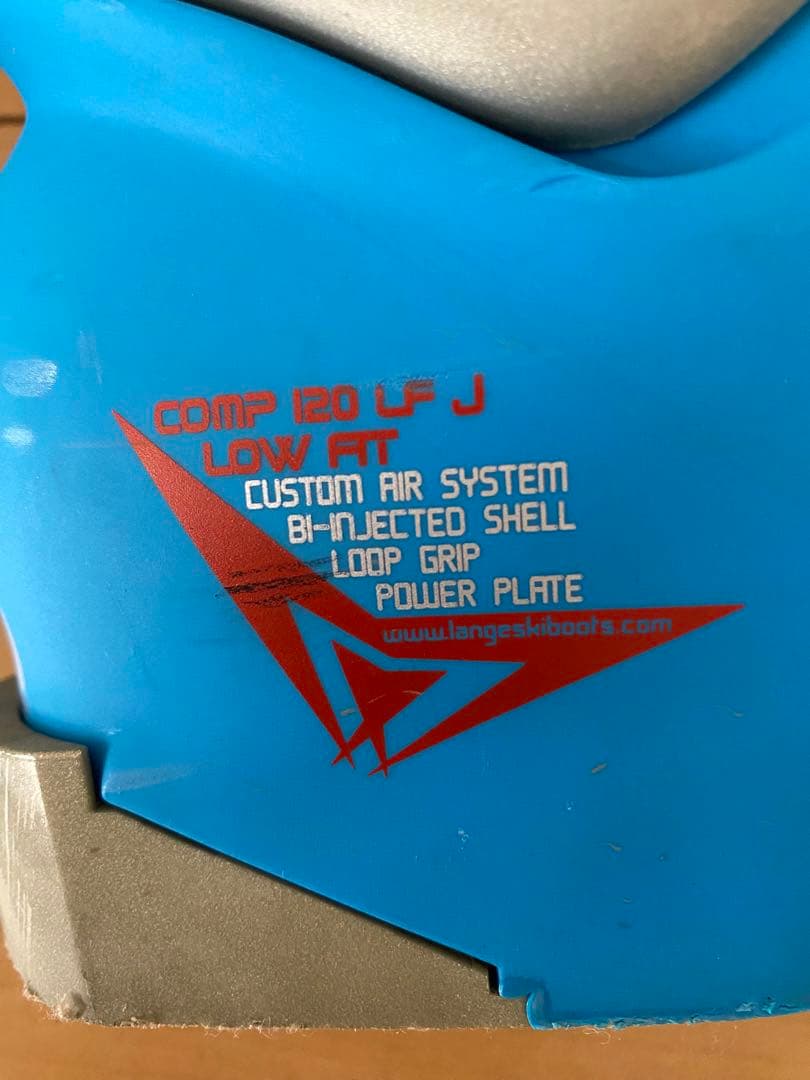 COMP 120 LF J
LOW FIT
CUSTOM AIR SYSTEM
BI-INJECTED SHELL
LOOP GRIP
POWER PLATE
www.langeskiboots.com